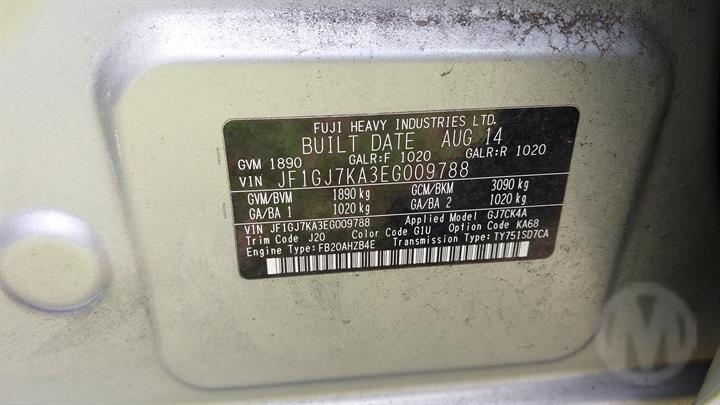 FUJI HEAVY INDUSTRIES LTD.
BUILT DATE AUG 14
GVM 1890 GALR:F 1020 GALR:R 1020
VIN JF1GJ7KA3EG009788
GVM/BVM 1890 kg GCM/BKM 3090 kg
GA/BA 1 1020 kg GA/BA 2 1020 kg
VIN JF1GJ7KA3EG009788 Applied Model GJ7CK4A
Trim Code J20 Color Code G1U Option Code KA68
Engine Type:FB20AHZB4E Transmission Type:TY751SD7CA
M